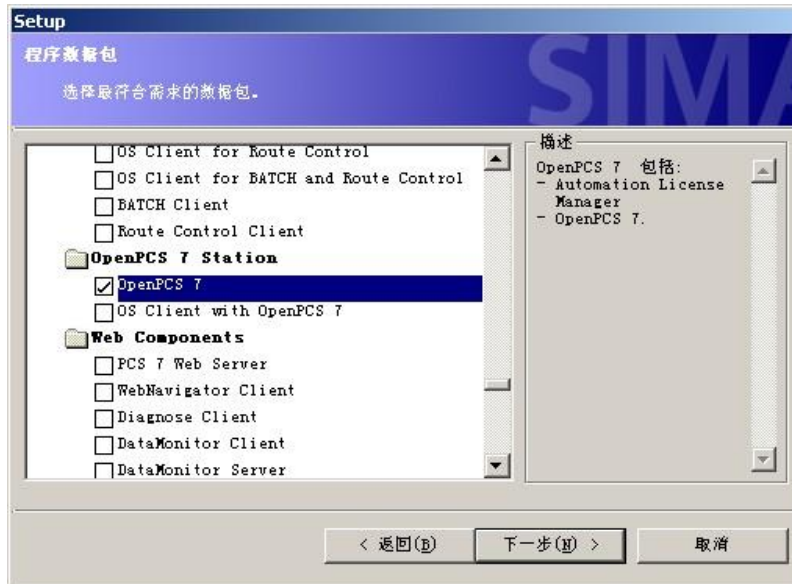 Setup
程序数据包
选择最符合需求的数据包。
SIMA
OS Client for Route Control
OS Client for BATCH and Route Control
BATCH Client
Route Control Client
OpenPCS 7 Station
OpenPCS 7
OS Client with OpenPCS 7
Web Components
PCS 7 Web Server
WebNavigator Client
Diagnose Client
DataMonitor Client
DataMonitor Server
描述
OpenPCS 7 包括:
- Automation License
Manager
- OpenPCS 7.
< 返回(B)
下一步(N) >
取消